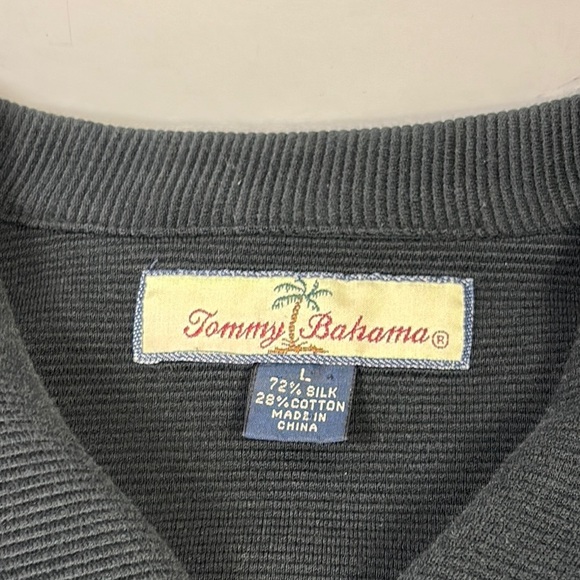 Tommy Bahama®
L
72% SILK
28% COTTON
MADE IN
CHINA